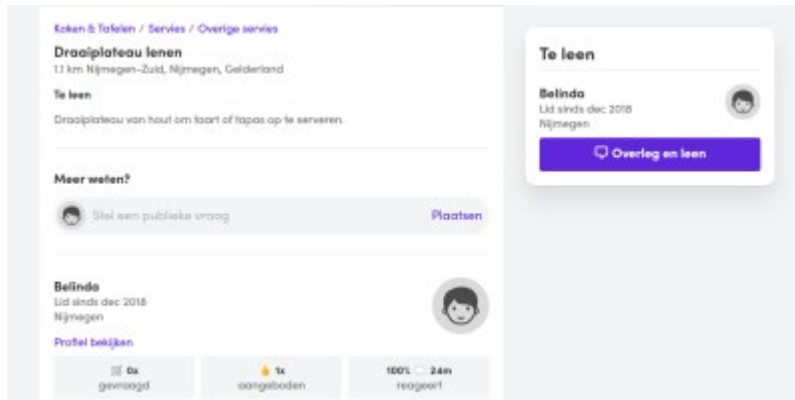 Koken & Tafelen / Servies / Overige servies
Draaiplateau lenen
1.1 km Nijmegen-Zuid, Nijmegen, Gelderland
Te leen
Draaiplateau van hout om taart of tapas op te serveren.
Meer weten?
Stel een publieke vraag Plaatsen
Belinda
Lid sinds dec 2018
Nijmegen
Profiel bekijken
0x 1x 100% 24m
gevraagd aangeboden reageert
Te leen
Belinda
Lid sinds dec 2018
Nijmegen
Overleg en leen